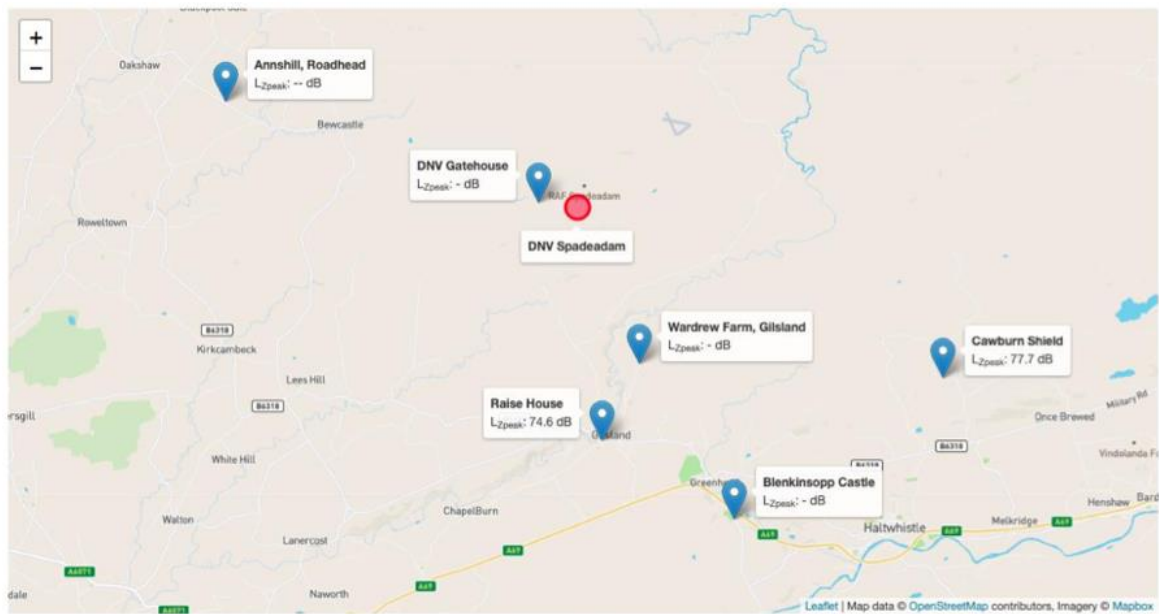 +
−
Oakshaw
Annshill, Roadhead
LZpeak: -- dB
Bewcastle
DNV Gatehouse
LZpeak: - dB
DNV Spadeadam
Roweltown
B6318
Kirkcambeck
Wardrew Farm, Gilsland
LZpeak: - dB
Cawburn Shield
LZpeak: 77.7 dB
Lees Hill
B6318
Raise House
LZpeak: 74.6 dB
Military Rd
Once Brewed
B6318
White Hill
Vindolanda
Blenkinsopp Castle
LZpeak: - dB
Henshaw
ChapelBurn
Walton
Melkridge
A69
Haltwhistle
A69
A69
Lanercost
A69
A6071
A69
Naworth
A6071
Leaflet | Map data © OpenStreetMap contributors, Imagery © Mapbox